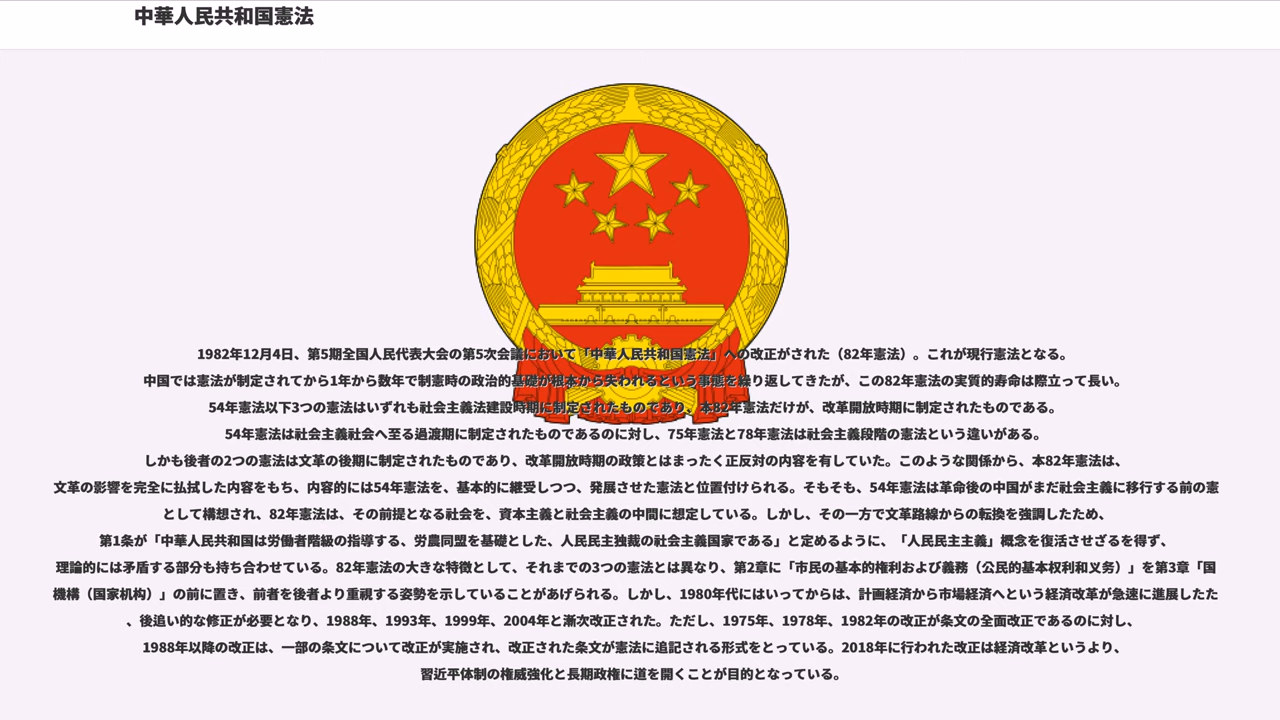 中華人民共和国憲法
1982年12月4日、第5期全国人民代表大会の第5次会議において「中華人民共和国憲法」への改正がされた（82年憲法）。これが現行憲法となる。
中国では憲法が制定されてから1年から数年で制憲時の政治的基礎が根本から失われるという事態を繰り返してきたが、この82年憲法の実質的寿命は際立って長い。
54年憲法以下3つの憲法はいずれも社会主義法建設時期に制定されたものであり、本82年憲法だけが、改革開放時期に制定されたものである。
54年憲法は社会主義社会へ至る過渡期に制定されたものであるのに対し、75年憲法と78年憲法は社会主義段階の憲法という違いがある。
しかも後者の2つの憲法は文革の後期に制定されたものであり、改革開放時期の政策とはまったく正反対の内容を有していた。このような関係から、本82年憲法は、
文革の影響を完全に払拭した内容をもち、内容的には54年憲法を、基本的に継受しつつ、発展させた憲法と位置付けられる。そもそも、54年憲法は革命後の中国がまだ社会主義に移行する前の憲
として構想され、82年憲法は、その前提となる社会を、資本主義と社会主義の中間に想定している。しかし、その一方で文革路線からの転換を強調したため、
第1条が「中華人民共和国は労働者階級の指導する、労農同盟を基礎とした、人民民主独裁の社会主義国家である」と定めるように、「人民民主主義」概念を復活させざるを得ず、
理論的には矛盾する部分も持ち合わせている。82年憲法の大きな特徴として、それまでの3つの憲法とは異なり、第2章に「市民の基本的権利および義務（公民的基本权利和义务）」を第3章「国
機構（国家机构）」の前に置き、前者を後者より重視する姿勢を示していることがあげられる。しかし、1980年代にはいってからは、計画経済から市場経済へという経済改革が急速に進展したた
、後追い的な修正が必要となり、1988年、1993年、1999年、2004年と漸次改正された。ただし、1975年、1978年、1982年の改正が条文の全面改正であるのに対し、
1988年以降の改正は、一部の条文について改正が実施され、改正された条文が憲法に追記される形式をとっている。2018年に行われた改正は経済改革というより、
習近平体制の権威強化と長期政権に道を開くことが目的となっている。